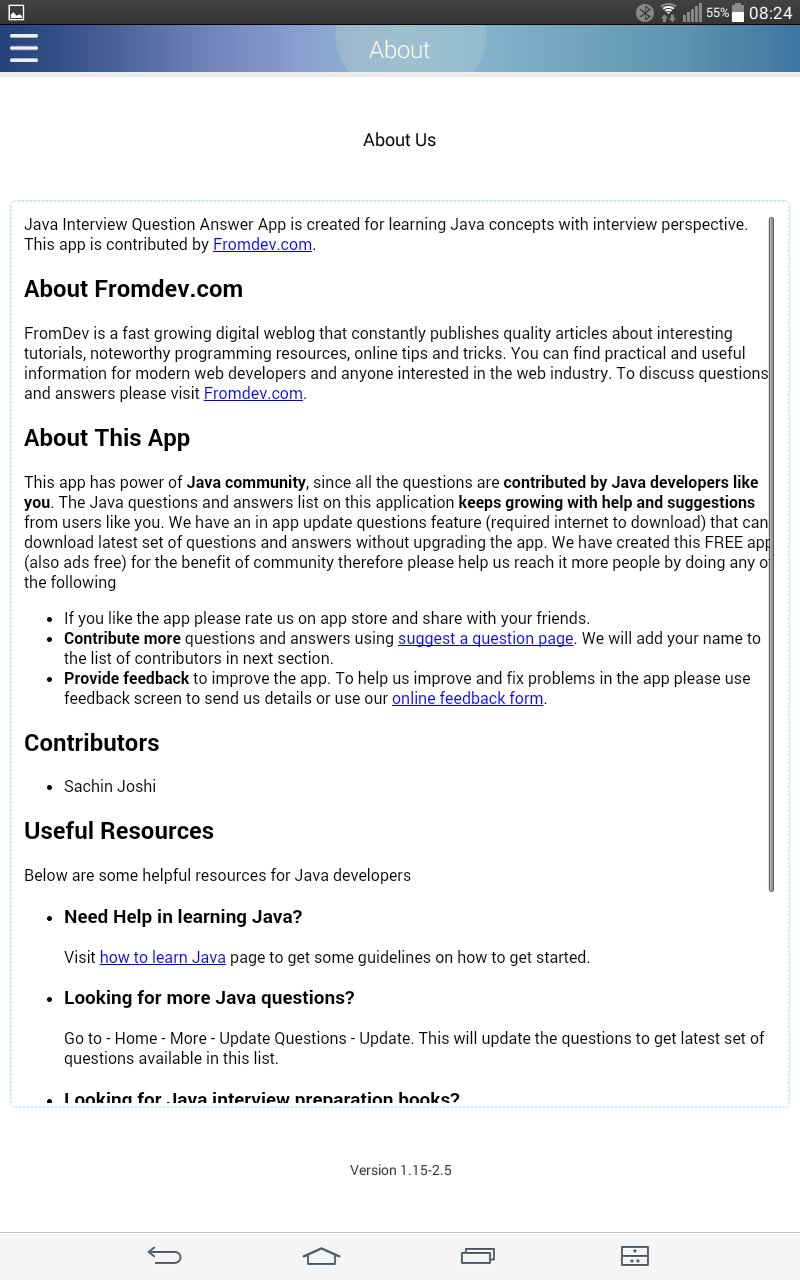 55% 08:24
About
About Us
Java Interview Question Answer App is created for learning Java concepts with interview perspective.
This app is contributed by Fromdev.com.
About Fromdev.com
FromDev is a fast growing digital weblog that constantly publishes quality articles about interesting
tutorials, noteworthy programming resources, online tips and tricks. You can find practical and useful
information for modern web developers and anyone interested in the web industry. To discuss questions
and answers please visit Fromdev.com.
About This App
This app has power of Java community, since all the questions are contributed by Java developers like
you. The Java questions and answers list on this application keeps growing with help and suggestions
from users like you. We have an in app update questions feature (required internet to download) that can
download latest set of questions and answers without upgrading the app. We have created this FREE app
(also ads free) for the benefit of community therefore please help us reach it more people by doing any of
the following
• If you like the app please rate us on app store and share with your friends.
• Contribute more questions and answers using suggest a question page. We will add your name to
the list of contributors in next section.
• Provide feedback to improve the app. To help us improve and fix problems in the app please use
feedback screen to send us details or use our online feedback form.
Contributors
• Sachin Joshi
Useful Resources
Below are some helpful resources for Java developers
• Need Help in learning Java?
Visit how to learn Java page to get some guidelines on how to get started.
• Looking for more Java questions?
Go to - Home - More - Update Questions - Update. This will update the questions to get latest set of
questions available in this list.
• Looking for Java interview preparation books?
Version 1.15-2.5